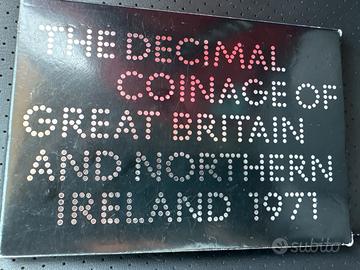 THE DECIMAL
COINAGE OF
GREAT BRITAIN
AND NORTHERN
IRELAND 1971
subito